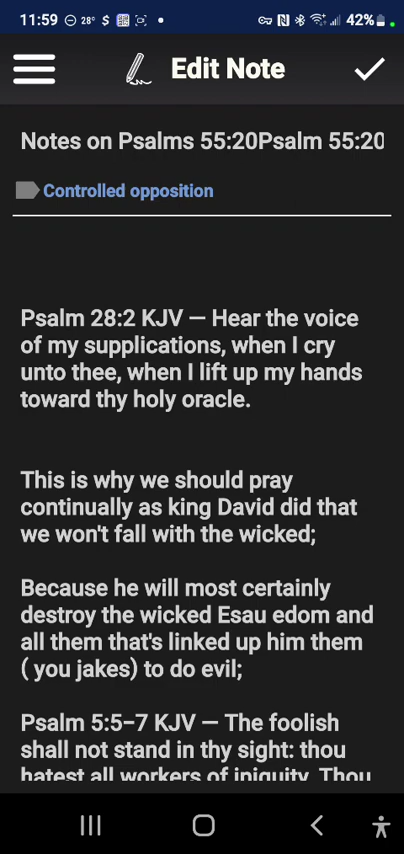 11:59 28° $ 42%
Edit Note
Notes on Psalms 55:20Psalm 55:20
Controlled opposition
Psalm 28:2 KJV — Hear the voice
of my supplications, when I cry
unto thee, when I lift up my hands
toward thy holy oracle.
This is why we should pray
continually as king David did that
we won't fall with the wicked;
Because he will most certainly
destroy the wicked Esau edom and
all them that's linked up him them
( you jakes) to do evil;
Psalm 5:5–7 KJV — The foolish
shall not stand in thy sight: thou
hatest all workers of iniquity. Thou